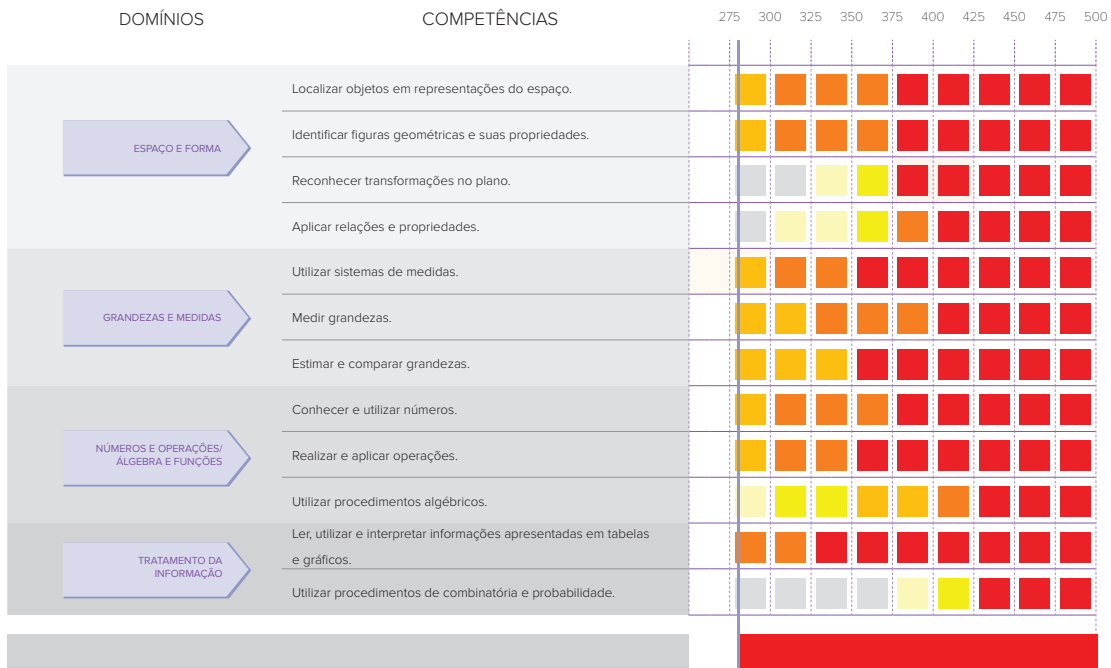 DOMÍNIOS
COMPETÊNCIAS
275 300 325 350 375 400 425 450 475 500
ESPAÇO E FORMA
Localizar objetos em representações do espaço.
Identificar figuras geométricas e suas propriedades.
Reconhecer transformações no plano.
Aplicar relações e propriedades.
GRANDEZAS E MEDIDAS
Utilizar sistemas de medidas.
Medir grandezas.
Estimar e comparar grandezas.
NÚMEROS E OPERAÇÕES/
ÁLGEBRA E FUNÇÕES
Conhecer e utilizar números.
Realizar e aplicar operações.
Utilizar procedimentos algébricos.
TRATAMENTO DA
INFORMAÇÃO
Ler, utilizar e interpretar informações apresentadas em tabelas
e gráficos.
Utilizar procedimentos de combinatória e probabilidade.